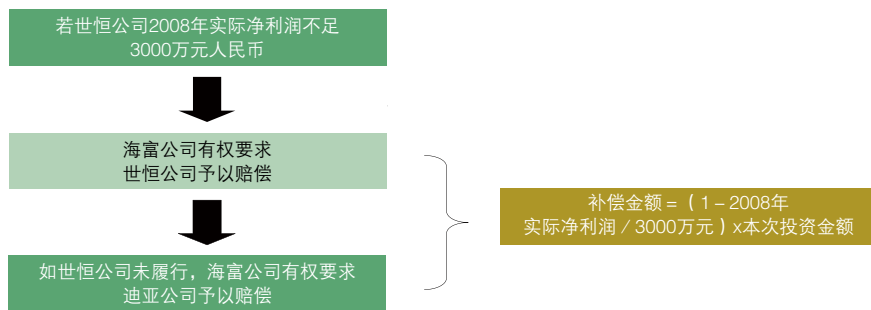 若世恒公司2008年实际净利润不足
3000万元人民币
海富公司有权要求
世恒公司予以赔偿
补偿金额＝（1－2008年
实际净利润／3000万元）x本次投资金额
如世恒公司未履行，海富公司有权要求
迪亚公司予以赔偿